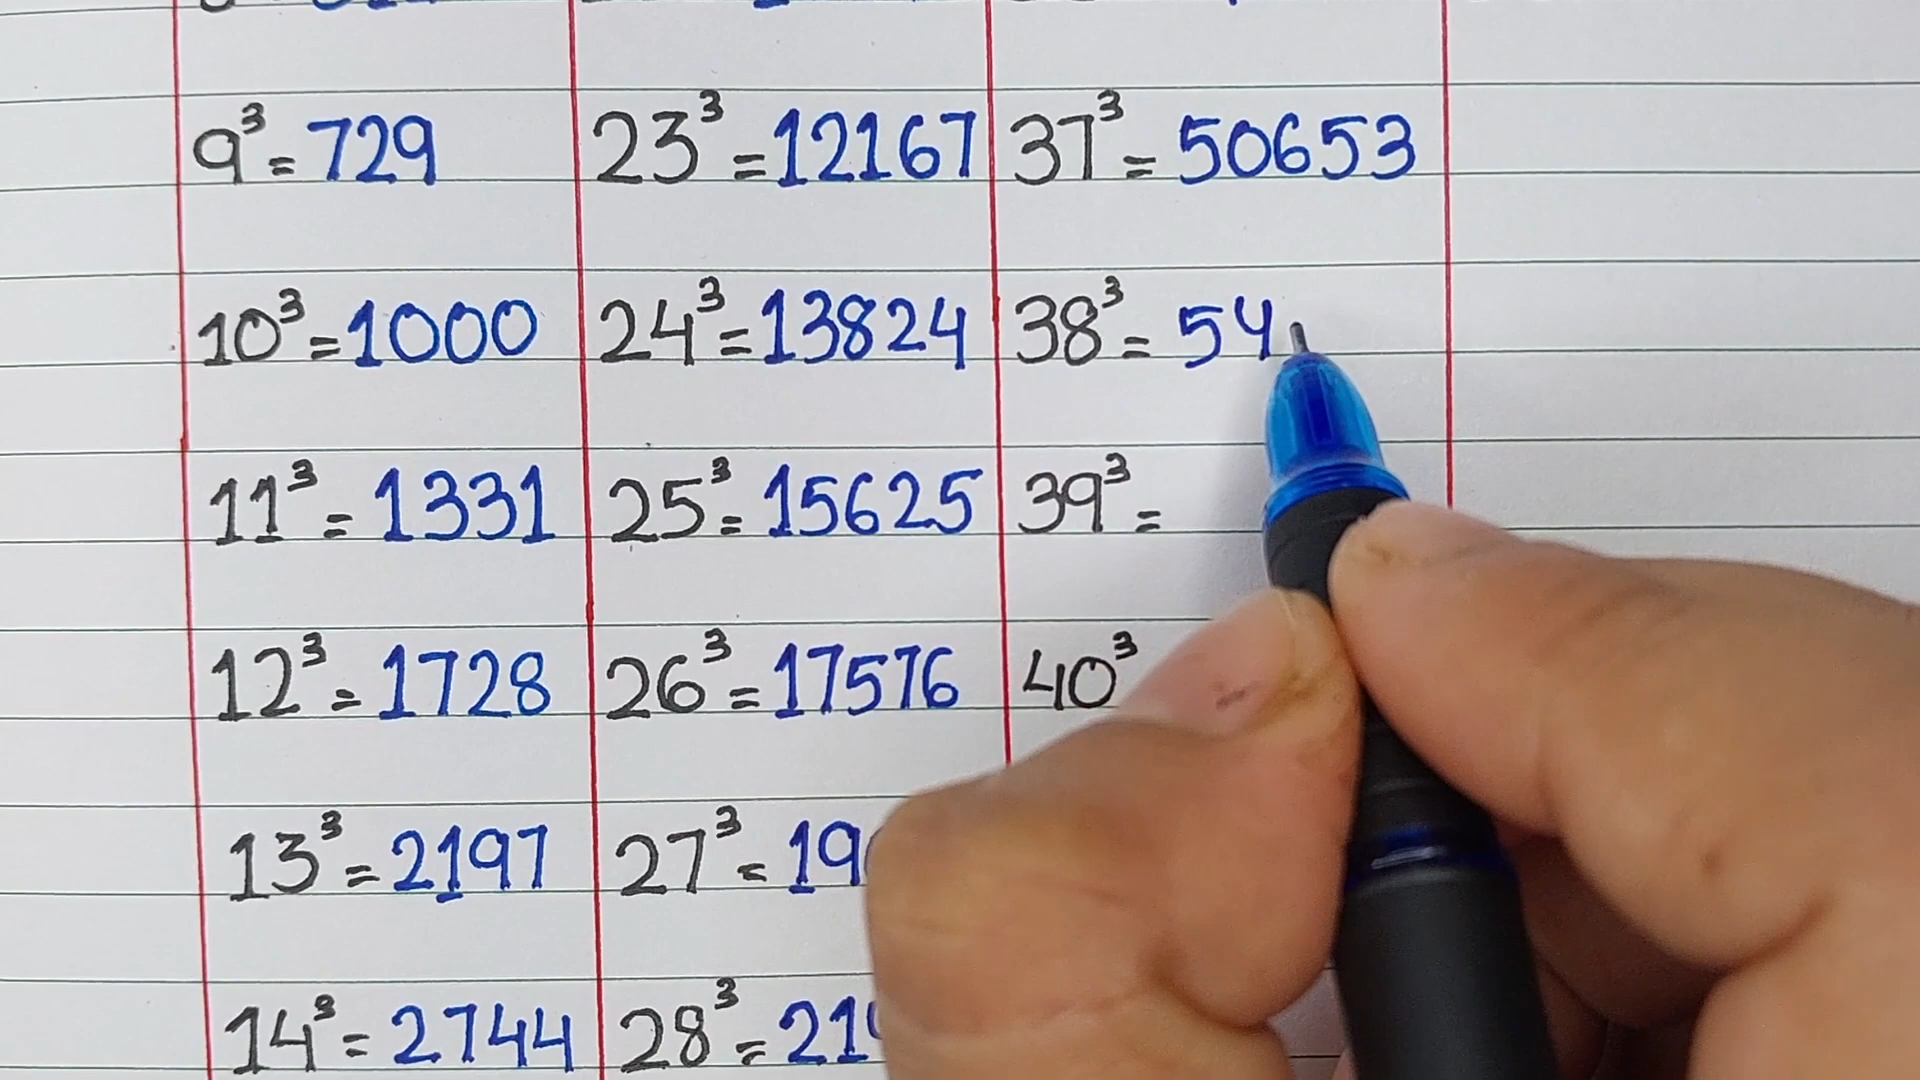 9³ = 729
10³ = 1000
11³ = 1331
12³ = 1728
13³ = 2197
14³ = 2744
23³ = 12167
24³ = 13824
25³ = 15625
26³ = 17576
27³ = 19
28³ = 21
37³ = 50653
38³ = 54
39³ =
40³